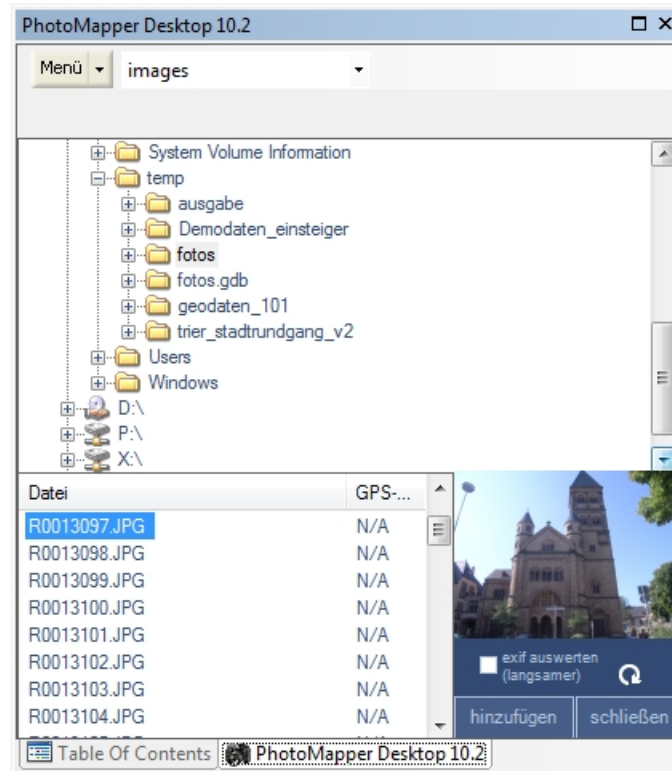 PhotoMapper Desktop 10.2
Menü images
System Volume Information
temp
ausgabe
Demodaten_einsteiger
fotos
fotos.gdb
geodaten_101
trier_stadtrundgang_v2
Users
Windows
D:\
P:\
X:\
Datei GPS-...
R0013097.JPG N/A
R0013098.JPG N/A
R0013099.JPG N/A
R0013100.JPG N/A
R0013101.JPG N/A
R0013102.JPG N/A
R0013103.JPG N/A
R0013104.JPG N/A
exif auswerten
(langsamer)
hinzufügen schließen
Table Of Contents PhotoMapper Desktop 10.2